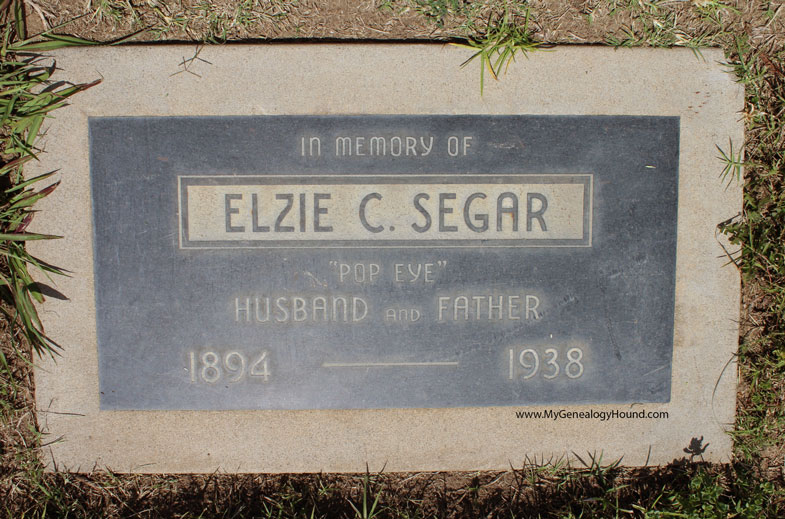 IN MEMORY OF
ELZIE C. SEGAR
"POP EYE"
HUSBAND AND FATHER
1894 — 1938
www.MyGenealogyHound.com